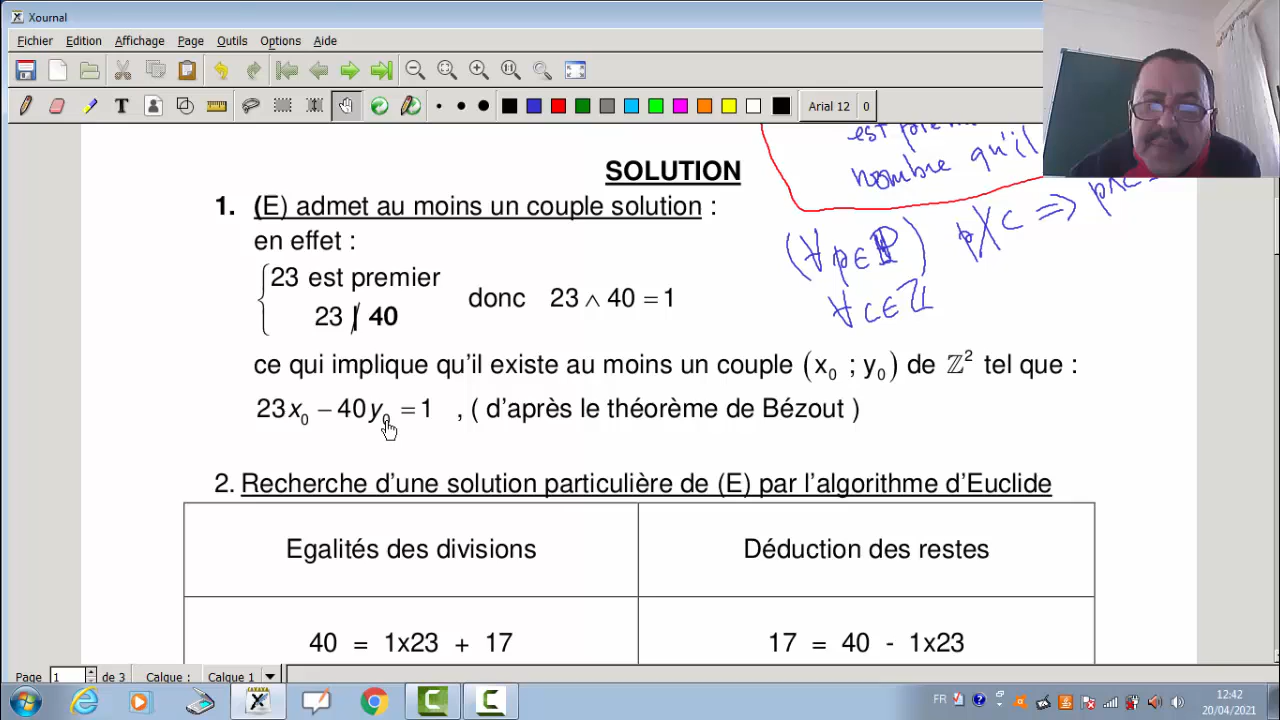 Xournal
Fichier Edition Affichage Page Outils Options Aide
Arial 12 0
est
nombre qu'il
SOLUTION
1. (E) admet au moins un couple solution :
en effet :
23 est premier
23 ∤ 40
donc 23 ∧ 40 = 1
(∀ p ∈ ℙ) p ∤ c ⇒
∀ c ∈ ℤ
ce qui implique qu'il existe au moins un couple (x₀ ; y₀) de ℤ² tel que :
23x₀ − 40y₀ = 1 , ( d'après le théorème de Bézout )
2. Recherche d'une solution particulière de (E) par l'algorithme d'Euclide
Egalités des divisions
Déduction des restes
40 = 1x23 + 17
17 = 40 - 1x23
Page 1 de 3 Calque : Calque 1
FR
12:42
20/04/2021